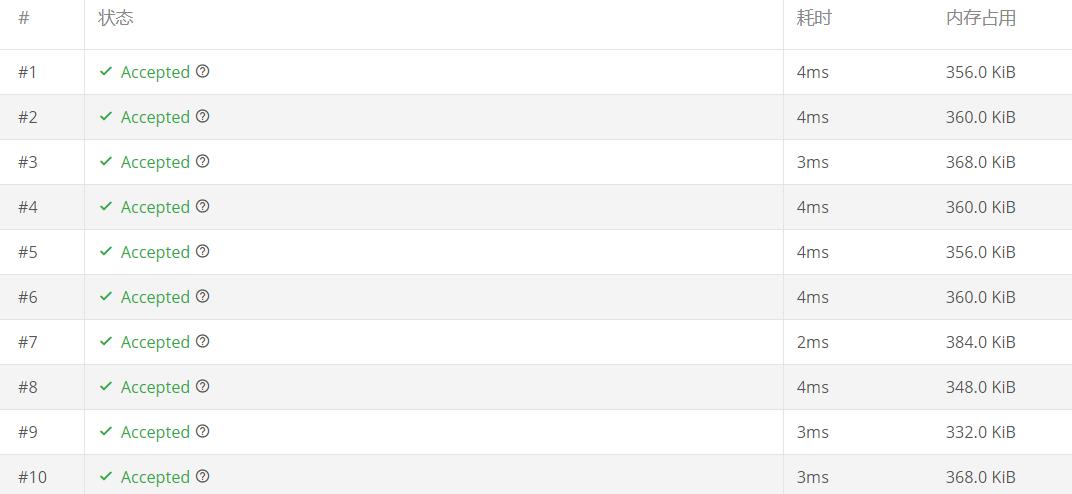 # 状态 耗时 内存占用
#1 Accepted 4ms 356.0 KiB
#2 Accepted 4ms 360.0 KiB
#3 Accepted 3ms 368.0 KiB
#4 Accepted 4ms 360.0 KiB
#5 Accepted 4ms 356.0 KiB
#6 Accepted 4ms 360.0 KiB
#7 Accepted 2ms 384.0 KiB
#8 Accepted 4ms 348.0 KiB
#9 Accepted 3ms 332.0 KiB
#10 Accepted 3ms 368.0 KiB